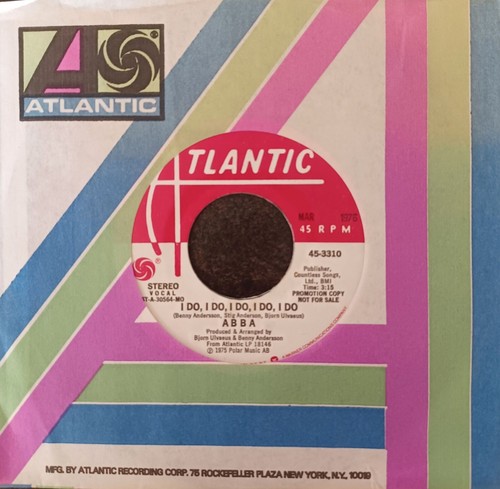 ATLANTIC
ATLANTIC
MAR 1976
45 RPM
45-3310
STEREO
VOCAL
ST-A-30564-MO
Publisher,
Countless Songs,
Ltd., BMI
Time: 3:15
PROMOTION COPY
NOT FOR SALE
I DO, I DO, I DO, I DO, I DO
(Benny Andersson, Stig Anderson, Bjorn Ulvaeus)
ABBA
Produced & Arranged by
Bjorn Ulvaeus & Benny Andersson
From Atlantic LP 18146
℗ 1975 Polar Music AB
MFG. BY ATLANTIC RECORDING CORP. 75 ROCKEFELLER PLAZA NEW YORK, N.Y., 10019